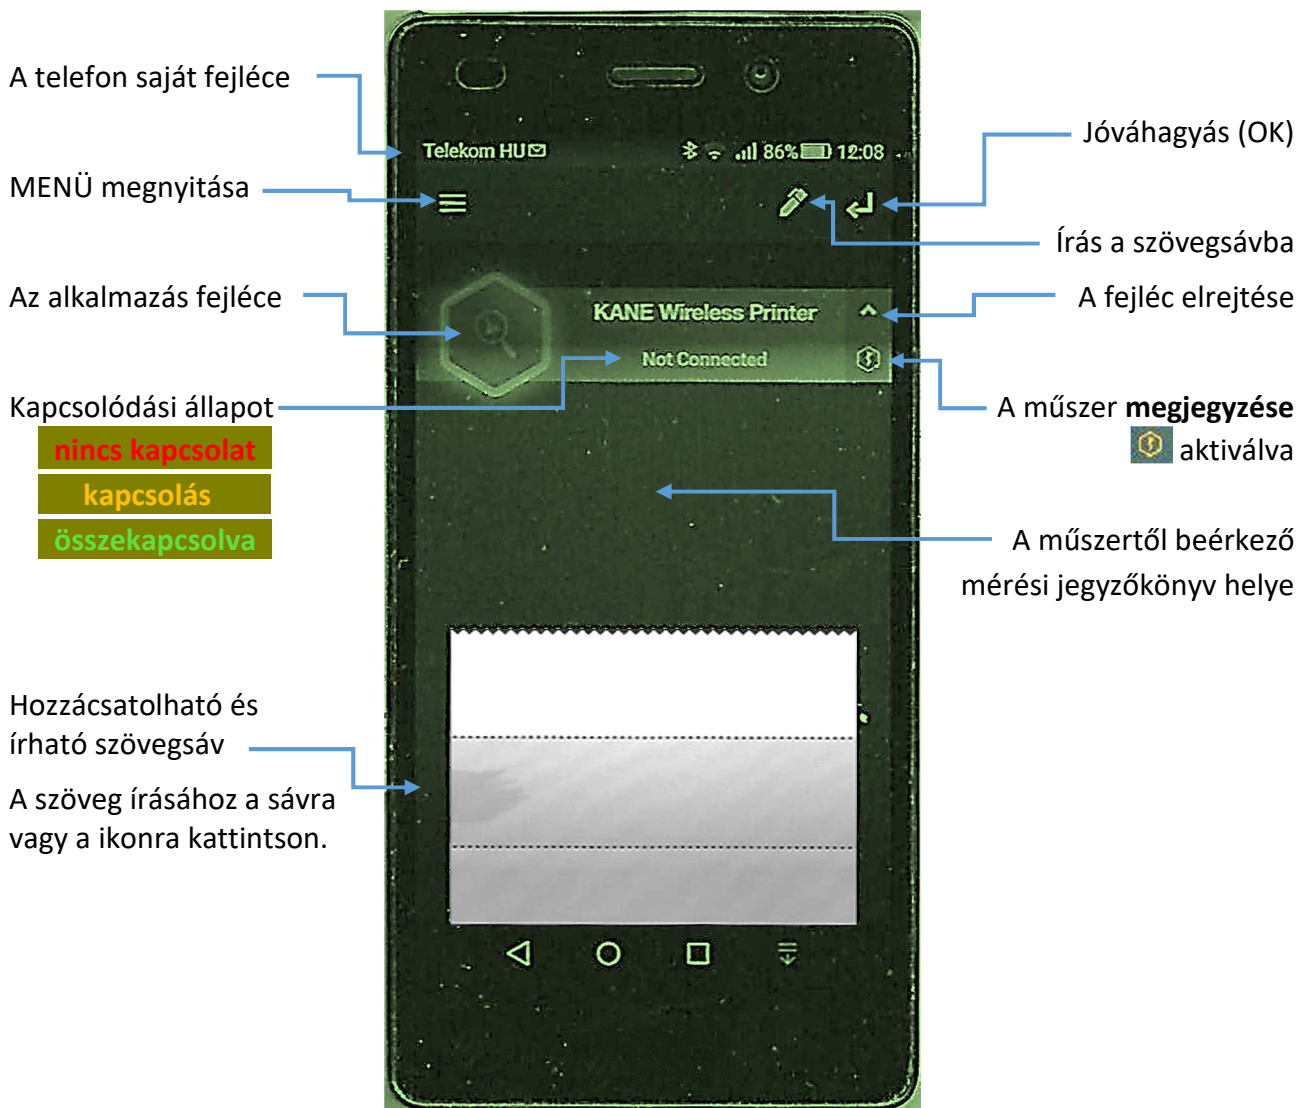 A telefon saját fejléce
Jóváhagyás (OK)
Telekom HU 86% 12:08
MENÜ megnyitása
Írás a szövegsávba
Az alkalmazás fejléce
A fejléc elrejtése
KANE Wireless Printer
Not Connected
Kapcsolódási állapot
nincs kapcsolat
kapcsolás
összekapcsolva
A műszer megjegyzése
aktiválva
A műszertől beérkező
mérési jegyzőkönyv helye
Hozzácsatolható és
írható szövegsáv
A szöveg írásához a sávra
vagy a ikonra kattintson.